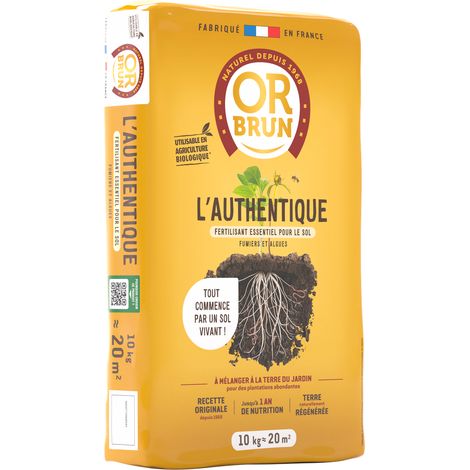 FABRIQUÉ EN FRANCE
NATUREL DEPUIS 1968
OR
BRUN
UTILISABLE EN
AGRICULTURE
BIOLOGIQUE*
L'AUTHENTIQUE
FERTILISANT ESSENTIEL POUR LE SOL
FUMIERS ET ALGUES
TOUT
COMMENCE
PAR UN SOL
VIVANT !
À MÉLANGER À LA TERRE DU JARDIN
pour des plantations abondantes
RECETTE
ORIGINALE
depuis 1968
Jusqu'à 1 AN
DE NUTRITION
TERRE
naturellement
RÉGÉNÉRÉE
10 kg ≈ 20 m²
OR
BRUN
L'AUTHENTIQUE
FERTILISANT ESSENTIEL POUR LE SOL
FUMIERS ET ALGUES
10 kg
≈
20 m²